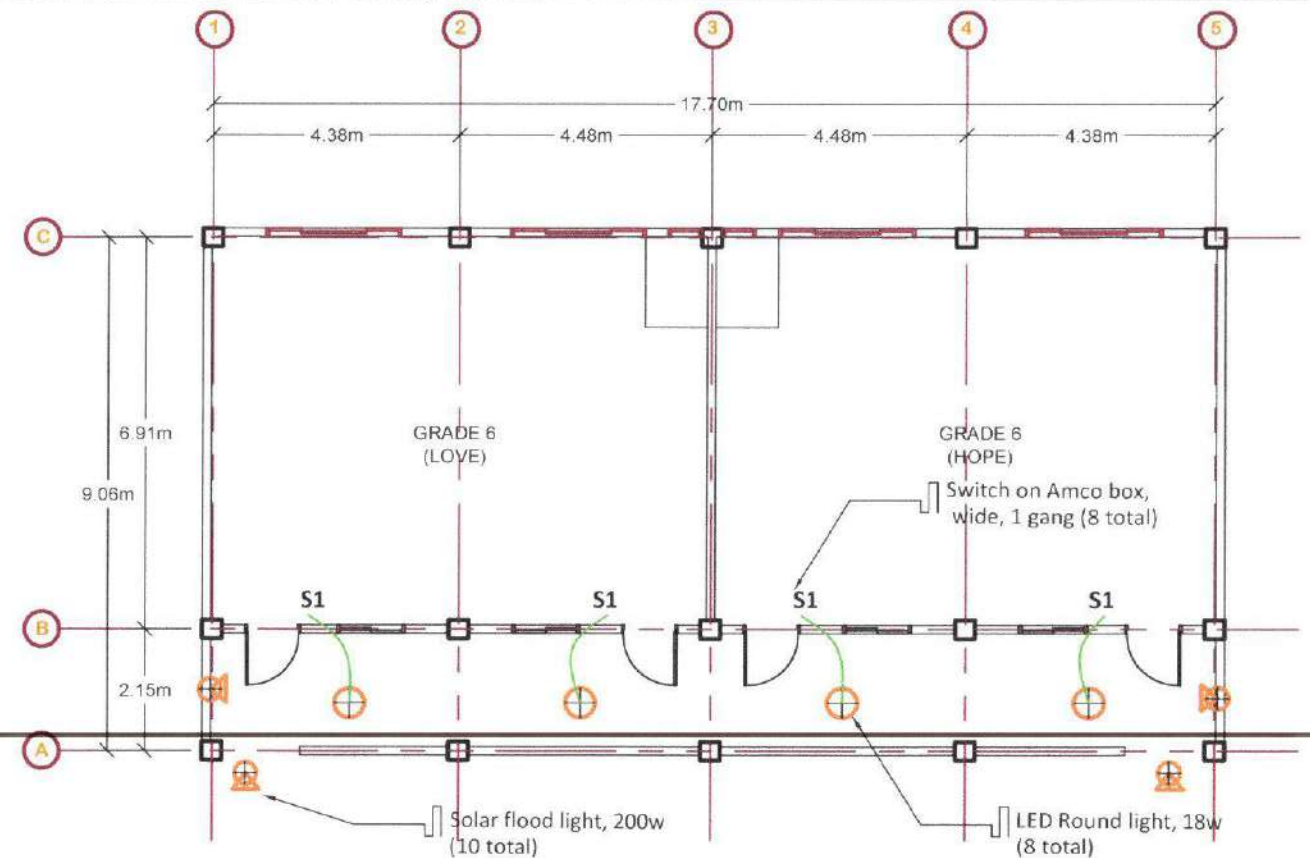 1 2 3 4 5
17.70m
4.38m 4.48m 4.48m 4.38m
C
6.91m
9.06m
GRADE 6
(LOVE)
GRADE 6
(HOPE)
Switch on Amco box,
wide, 1 gang (8 total)
S1 S1 S1 S1
B
2.15m
A
Solar flood light, 200w
(10 total)
LED Round light, 18w
(8 total)